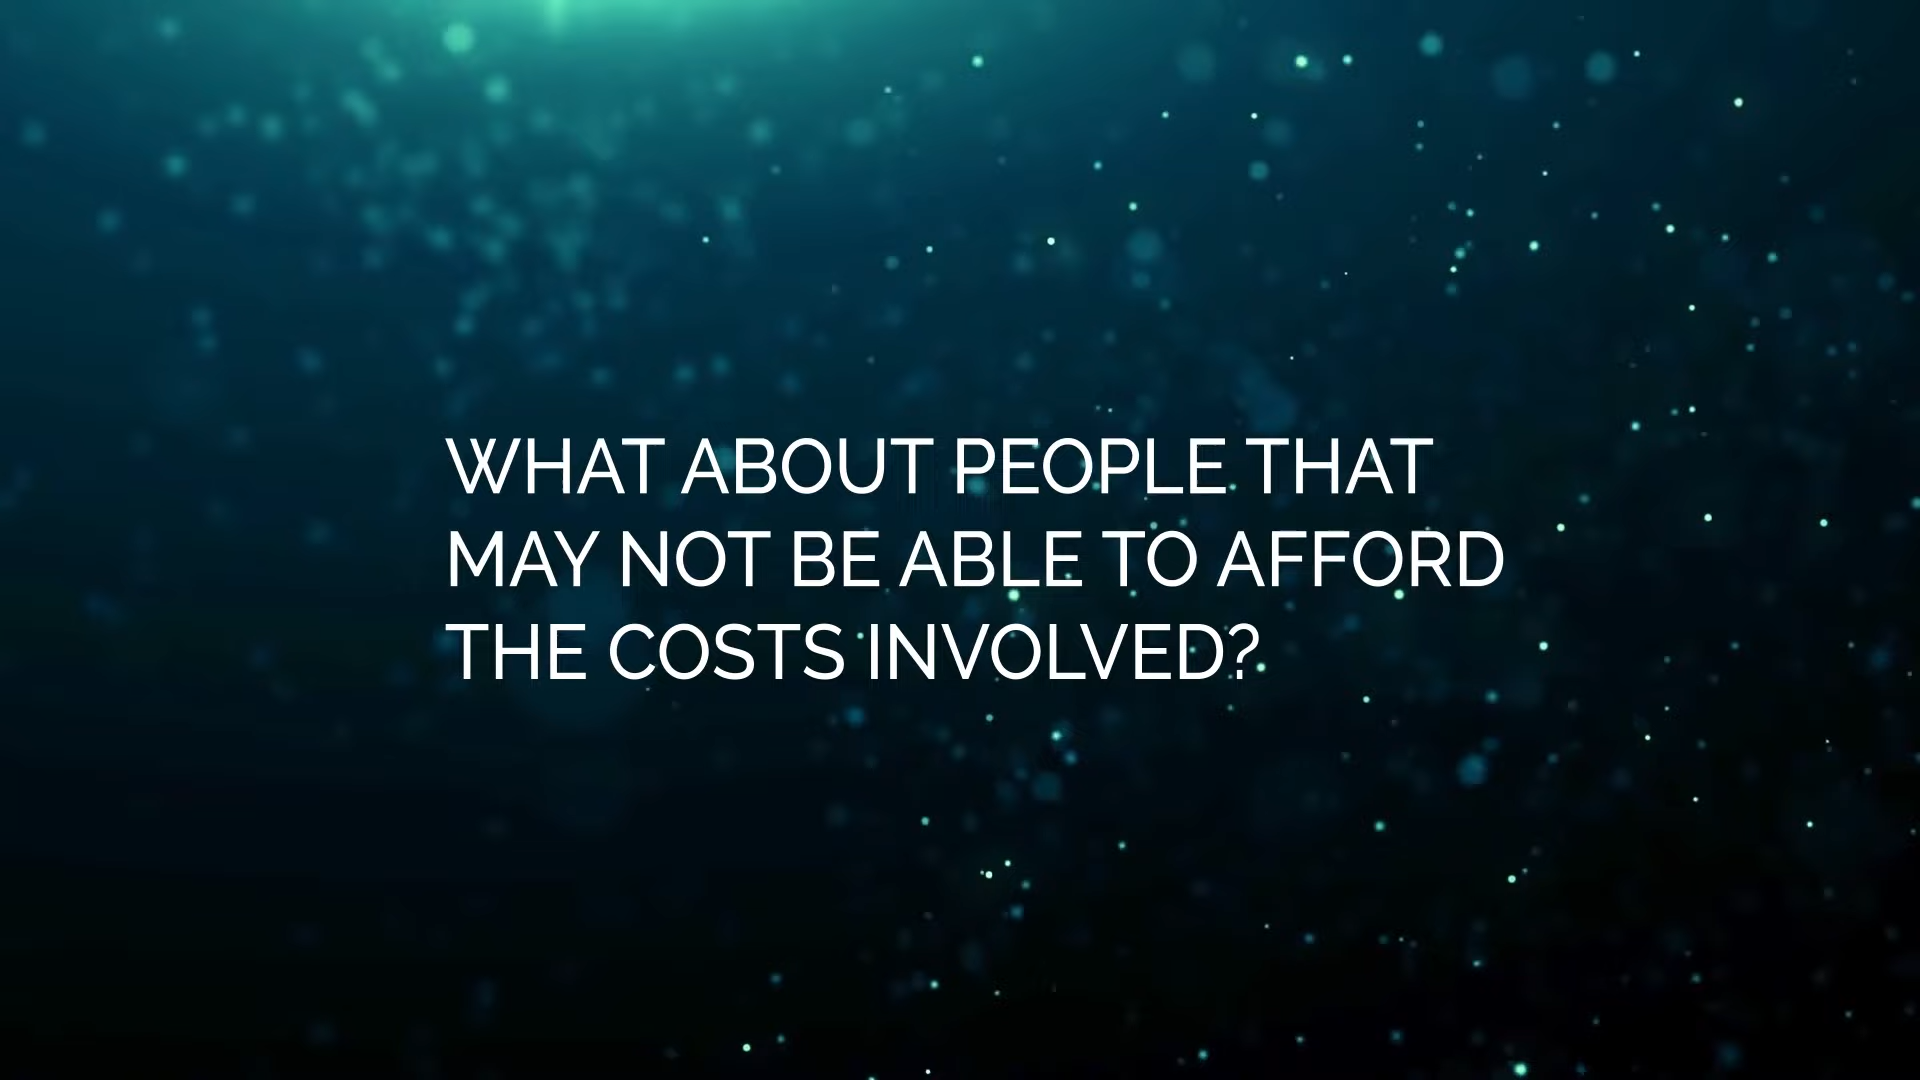 WHAT ABOUT PEOPLE THAT
MAY NOT BE ABLE TO AFFORD
THE COSTS INVOLVED?